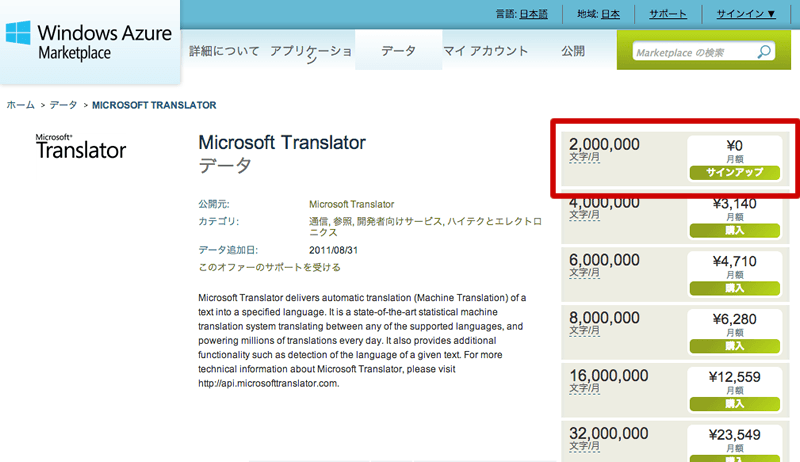 言語: 日本語 地域: 日本 サポート サインイン ▼
Windows Azure
Marketplace
詳細について アプリケーション データ マイ アカウント 公開
Marketplace の検索
ホーム > データ > MICROSOFT TRANSLATOR
Microsoft®
Translator
Microsoft Translator
データ
公開元: Microsoft Translator
カテゴリ: 通信, 参照, 開発者向けサービス, ハイテクとエレクトロ
ニクス
データ追加日: 2011/08/31
このオファーのサポートを受ける
Microsoft Translator delivers automatic translation (Machine Translation) of a
text into a specified language. It is a state-of-the-art statistical machine
translation system translating between any of the supported languages, and
powering millions of translations every day. It also provides additional
functionality such as detection of the language of a given text. For more
technical information about Microsoft Translator, please visit
http://api.microsofttranslator.com.
2,000,000
文字/月
¥0
月額
サインアップ
4,000,000
文字/月
¥3,140
月額
購入
6,000,000
文字/月
¥4,710
月額
購入
8,000,000
文字/月
¥6,280
月額
購入
16,000,000
文字/月
¥12,559
月額
購入
32,000,000
文字/月
¥23,549
月額
購入